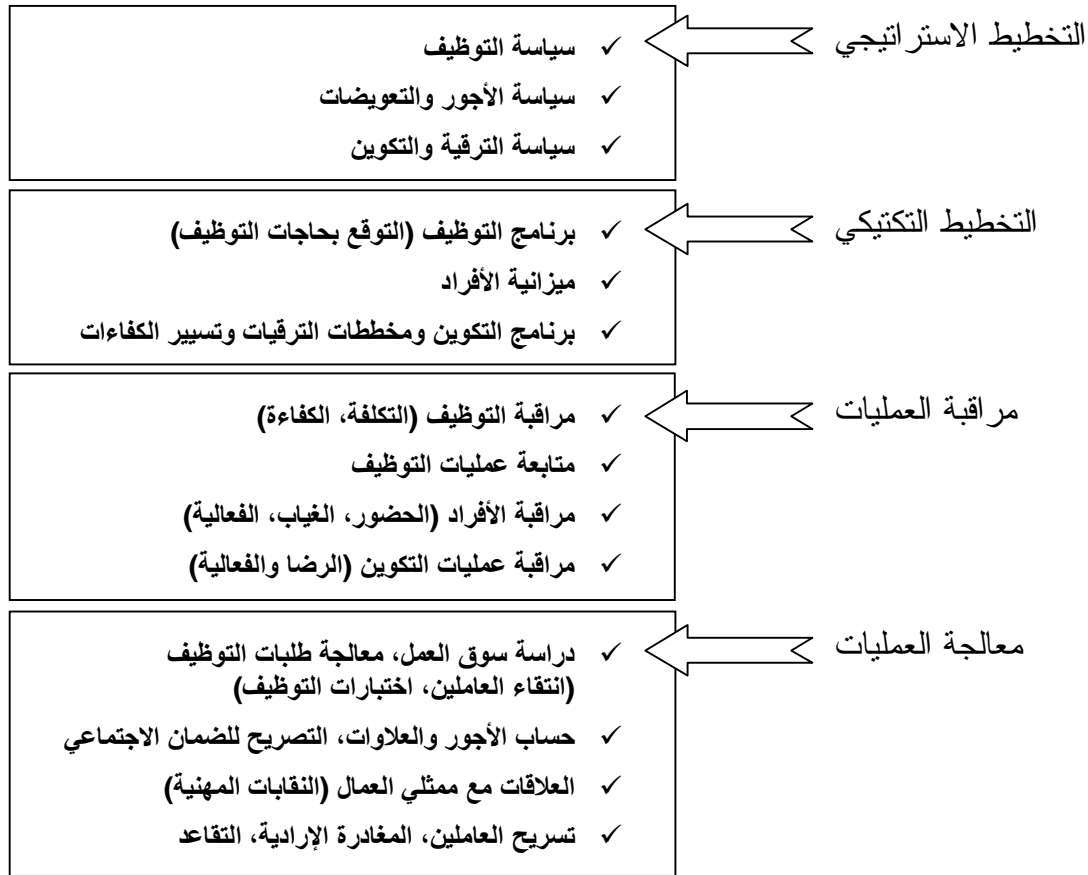 التخطيط الاستراتيجي
✓ سياسة التوظيف
✓ سياسة الأجور والتعويضات
✓ سياسة الترقية والتكوين
التخطيط التكتيكي
✓ برنامج التوظيف (التوقع بحاجات التوظيف)
✓ ميزانية الأفراد
✓ برنامج التكوين ومخططات الترقيات وتسيير الكفاءات
مراقبة العمليات
✓ مراقبة التوظيف (التكلفة، الكفاءة)
✓ متابعة عمليات التوظيف
✓ مراقبة الأفراد (الحضور، الغياب، الفعالية)
✓ مراقبة عمليات التكوين (الرضا والفعالية)
معالجة العمليات
✓ دراسة سوق العمل، معالجة طلبات التوظيف
(انتقاء العاملين، اختبارات التوظيف)
✓ حساب الأجور والعلاوات، التصريح للضمان الاجتماعي
✓ العلاقات مع ممثلي العمال (النقابات المهنية)
✓ تسريح العاملين، المغادرة الإرادية، التقاعد